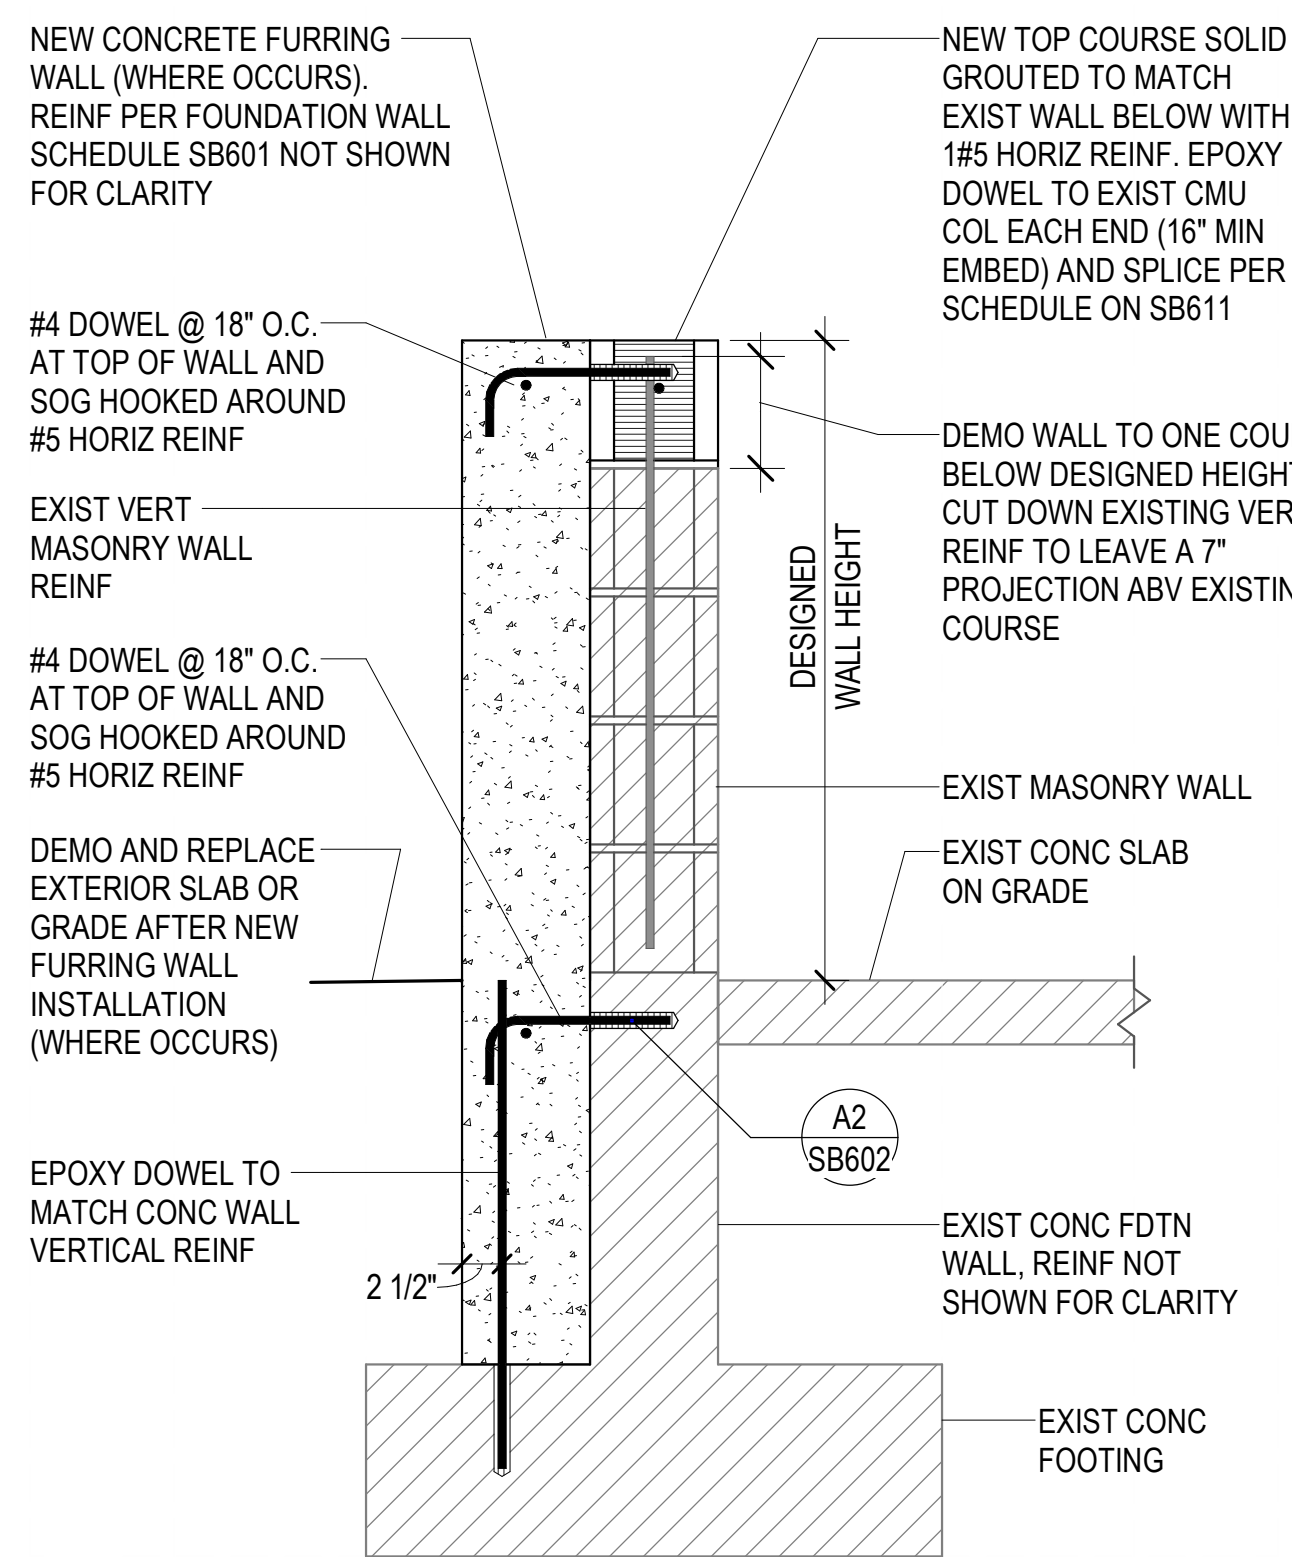 NEW CONCRETE FURRING
WALL (WHERE OCCURS).
REINF PER FOUNDATION WALL
SCHEDULE SB601 NOT SHOWN
FOR CLARITY
#4 DOWEL @ 18" O.C.
AT TOP OF WALL AND
SOG HOOKED AROUND
#5 HORIZ REINF
EXIST VERT
MASONRY WALL
REINF
#4 DOWEL @ 18" O.C.
AT TOP OF WALL AND
SOG HOOKED AROUND
#5 HORIZ REINF
DEMO AND REPLACE
EXTERIOR SLAB OR
GRADE AFTER NEW
FURRING WALL
INSTALLATION
(WHERE OCCURS)
EPOXY DOWEL TO
MATCH CONC WALL
VERTICAL REINF
2 1/2"
NEW TOP COURSE SOLID
GROUTED TO MATCH
EXIST WALL BELOW WITH
1#5 HORIZ REINF. EPOXY
DOWEL TO EXIST CMU
COL EACH END (16" MIN
EMBED) AND SPLICE PER
SCHEDULE ON SB611
DEMO WALL TO ONE COU
BELOW DESIGNED HEIGHT
CUT DOWN EXISTING VER
REINF TO LEAVE A 7"
PROJECTION ABV EXISTIN
COURSE
DESIGNED
WALL HEIGHT
EXIST MASONRY WALL
EXIST CONC SLAB
ON GRADE
A2
SB602
EXIST CONC FDTN
WALL, REINF NOT
SHOWN FOR CLARITY
EXIST CONC
FOOTING